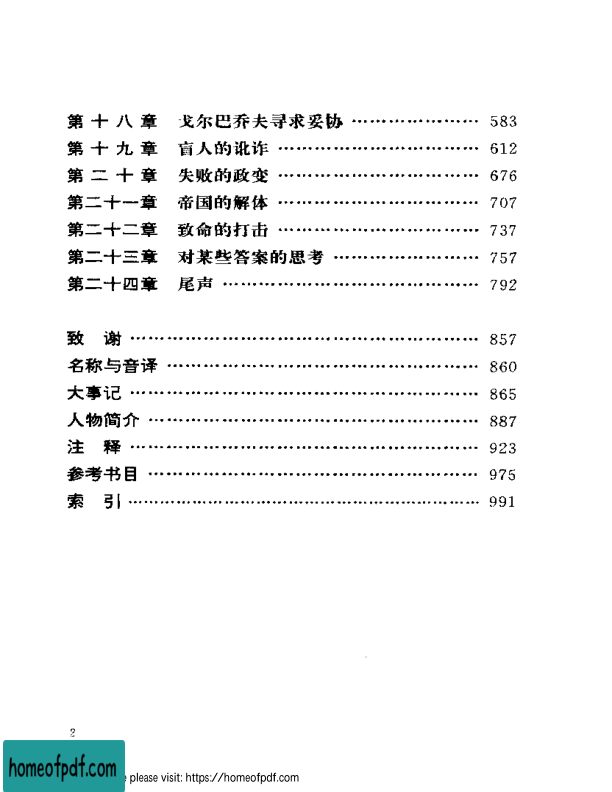 第十八章 戈尔巴乔夫寻求妥协 …………………… 583
第十九章 盲人的讹诈 …………………… 612
第二十章 失败的政变 …………………… 676
第二十一章 帝国的解体 …………………… 707
第二十二章 致命的打击 …………………… 737
第二十三章 对某些答案的思考 …………………… 757
第二十四章 尾声 …………………… 792
致 谢 …………………… 857
名称与音译 …………………… 860
大事记 …………………… 865
人物简介 …………………… 887
注 释 …………………… 923
参考书目 …………………… 975
索 引 …………………… 991
2
homeofpdf.com
please visit: https://homeofpdf.com